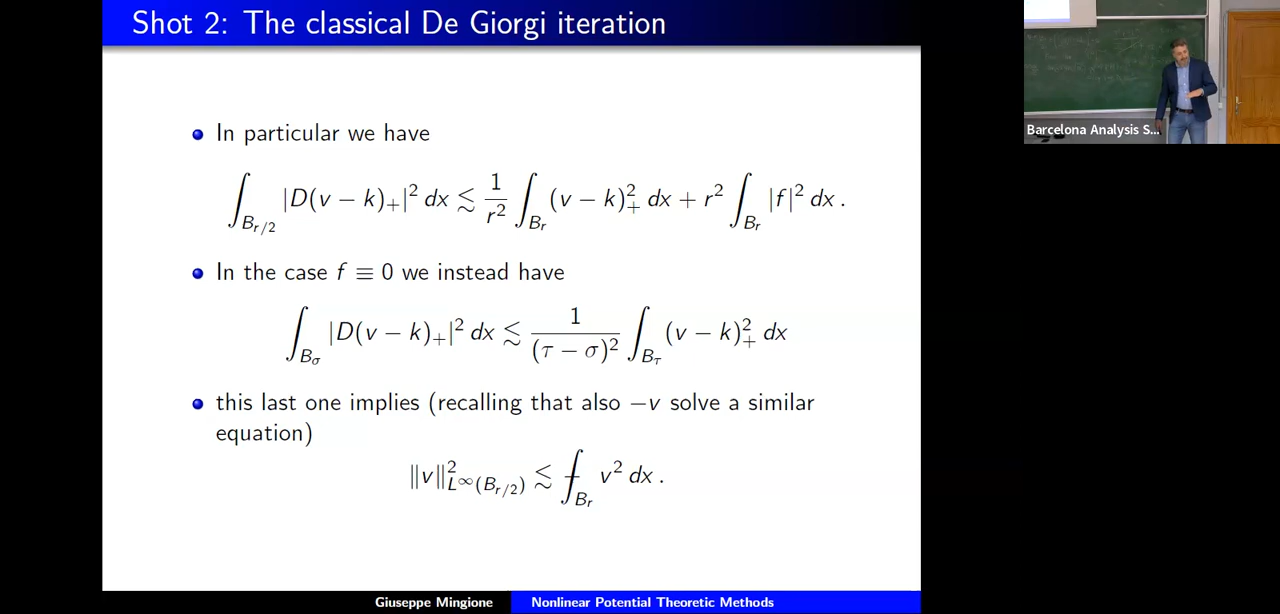 Shot 2: The classical De Giorgi iteration
In particular we have
∫_{B_{r/2}} |D(v − k)_+|² dx ≲ 1/r² ∫_{B_r} (v − k)_+² dx + r² ∫_{B_r} |f|² dx .
In the case f ≡ 0 we instead have
∫_{B_σ} |D(v − k)_+|² dx ≲ 1/(τ − σ)² ∫_{B_τ} (v − k)_+² dx
this last one implies (recalling that also −v solve a similar
equation)
‖v‖²_{L^∞(B_{r/2})} ≲ ⨍_{B_r} v² dx .
Giuseppe Mingione
Nonlinear Potential Theoretic Methods
Barcelona Analysis S...